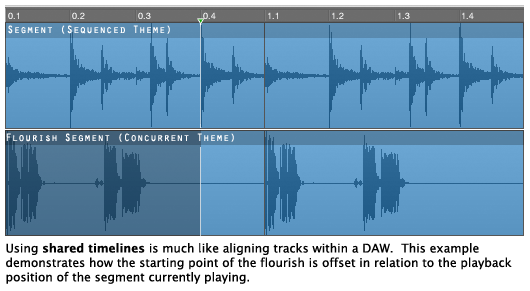 0.1 0.2 0.3 0.4 1.1 1.2 1.3 1.4
Segment (Sequenced Theme)
Flourish Segment (Concurrent Theme)
Using shared timelines is much like aligning tracks within a DAW. This example
demonstrates how the starting point of the flourish is offset in relation to the playback
position of the segment currently playing.